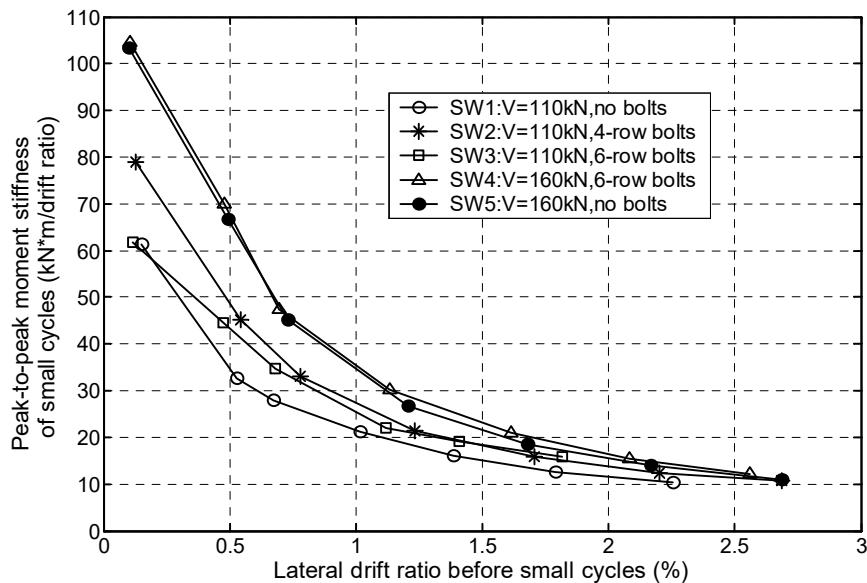 110
100
90
80
70
60
50
40
30
20
10
0
Peak-to-peak moment stiffness
of small cycles (kN*m/drift ratio)
SW1:V=110kN,no bolts
SW2:V=110kN,4-row bolts
SW3:V=110kN,6-row bolts
SW4:V=160kN,6-row bolts
SW5:V=160kN,no bolts
0 0.5 1 1.5 2 2.5 3
Lateral drift ratio before small cycles (%)